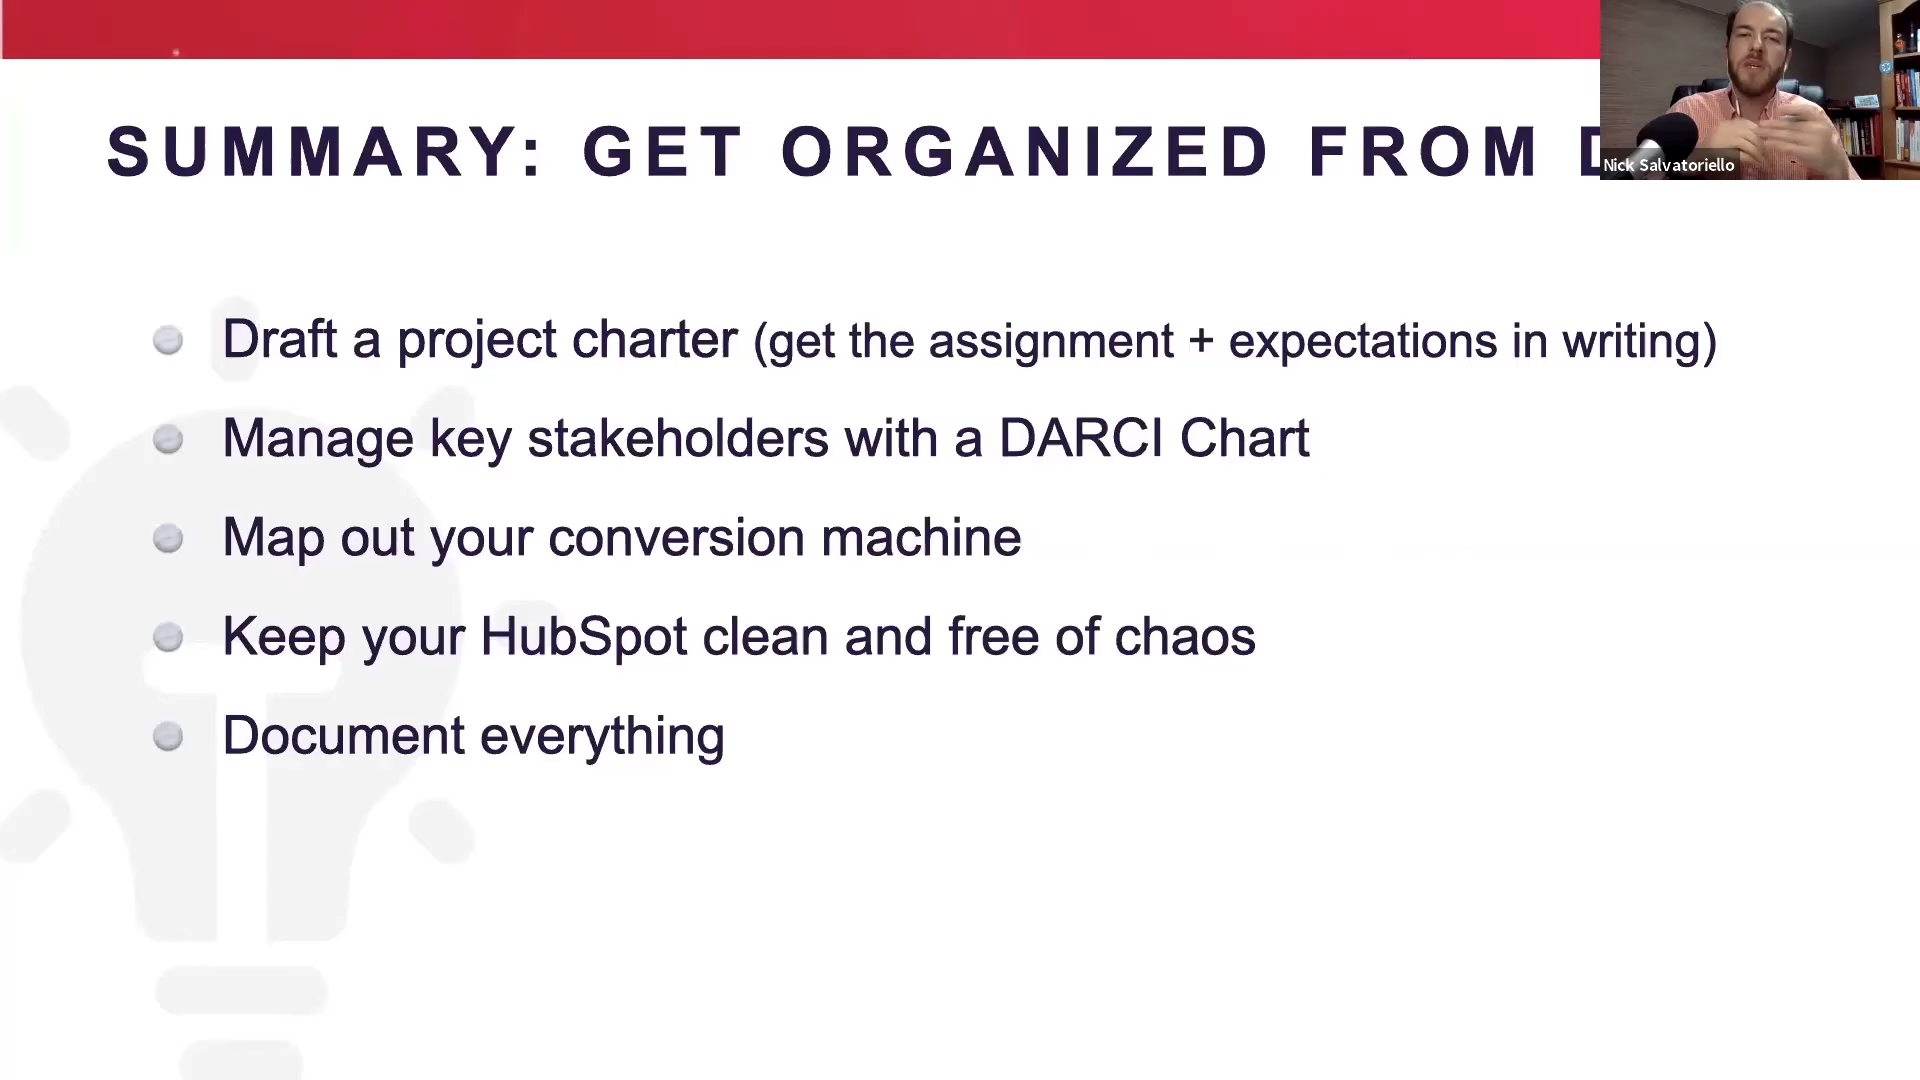 SUMMARY: GET ORGANIZED FROM
Nick Salvatoriello
Draft a project charter (get the assignment + expectations in writing)
Manage key stakeholders with a DARCI Chart
Map out your conversion machine
Keep your HubSpot clean and free of chaos
Document everything